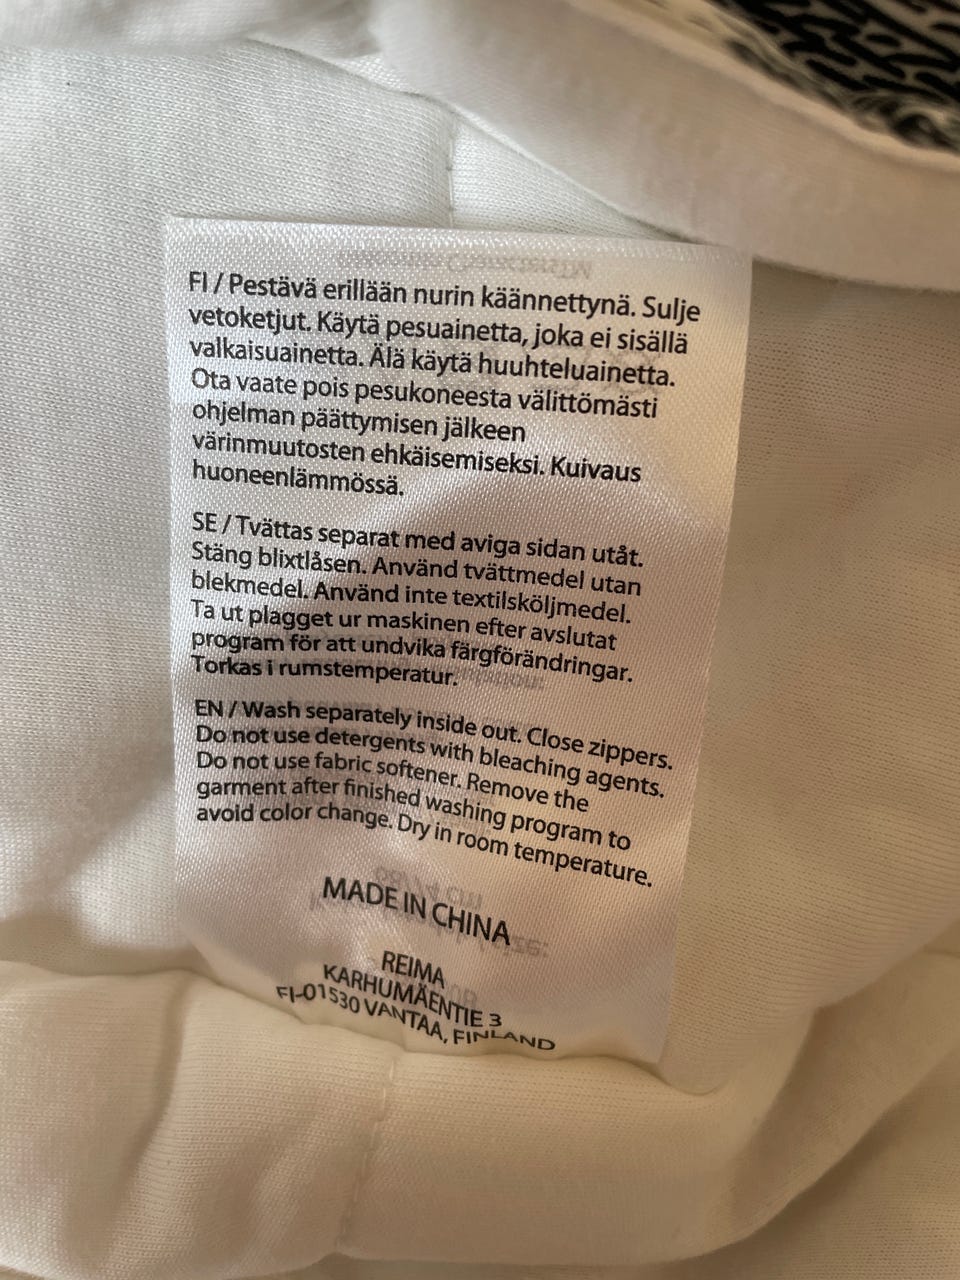 FI / Pestävä erillään nurin käännettynä. Sulje
vetoketjut. Käytä pesuainetta, joka ei sisällä
valkaisuainetta. Älä käytä huuhteluainetta.
Ota vaate pois pesukoneesta välittömästi
ohjelman päättymisen jälkeen
värinmuutosten ehkäisemiseksi. Kuivaus
huoneenlämmössä.
SE / Tvättas separat med aviga sidan utåt.
Stäng blixtlåsen. Använd tvättmedel utan
blekmedel. Använd inte textilsköljmedel.
Ta ut plagget ur maskinen efter avslutat
program för att undvika färgförändringar.
Torkas i rumstemperatur.
EN / Wash separately inside out. Close zippers.
Do not use detergents with bleaching agents.
Do not use fabric softener. Remove the
garment after finished washing program to
avoid color change. Dry in room temperature.
MADE IN CHINA
REIMA
KARHUMÄENTIE 3
FI-01530 VANTAA, FINLAND